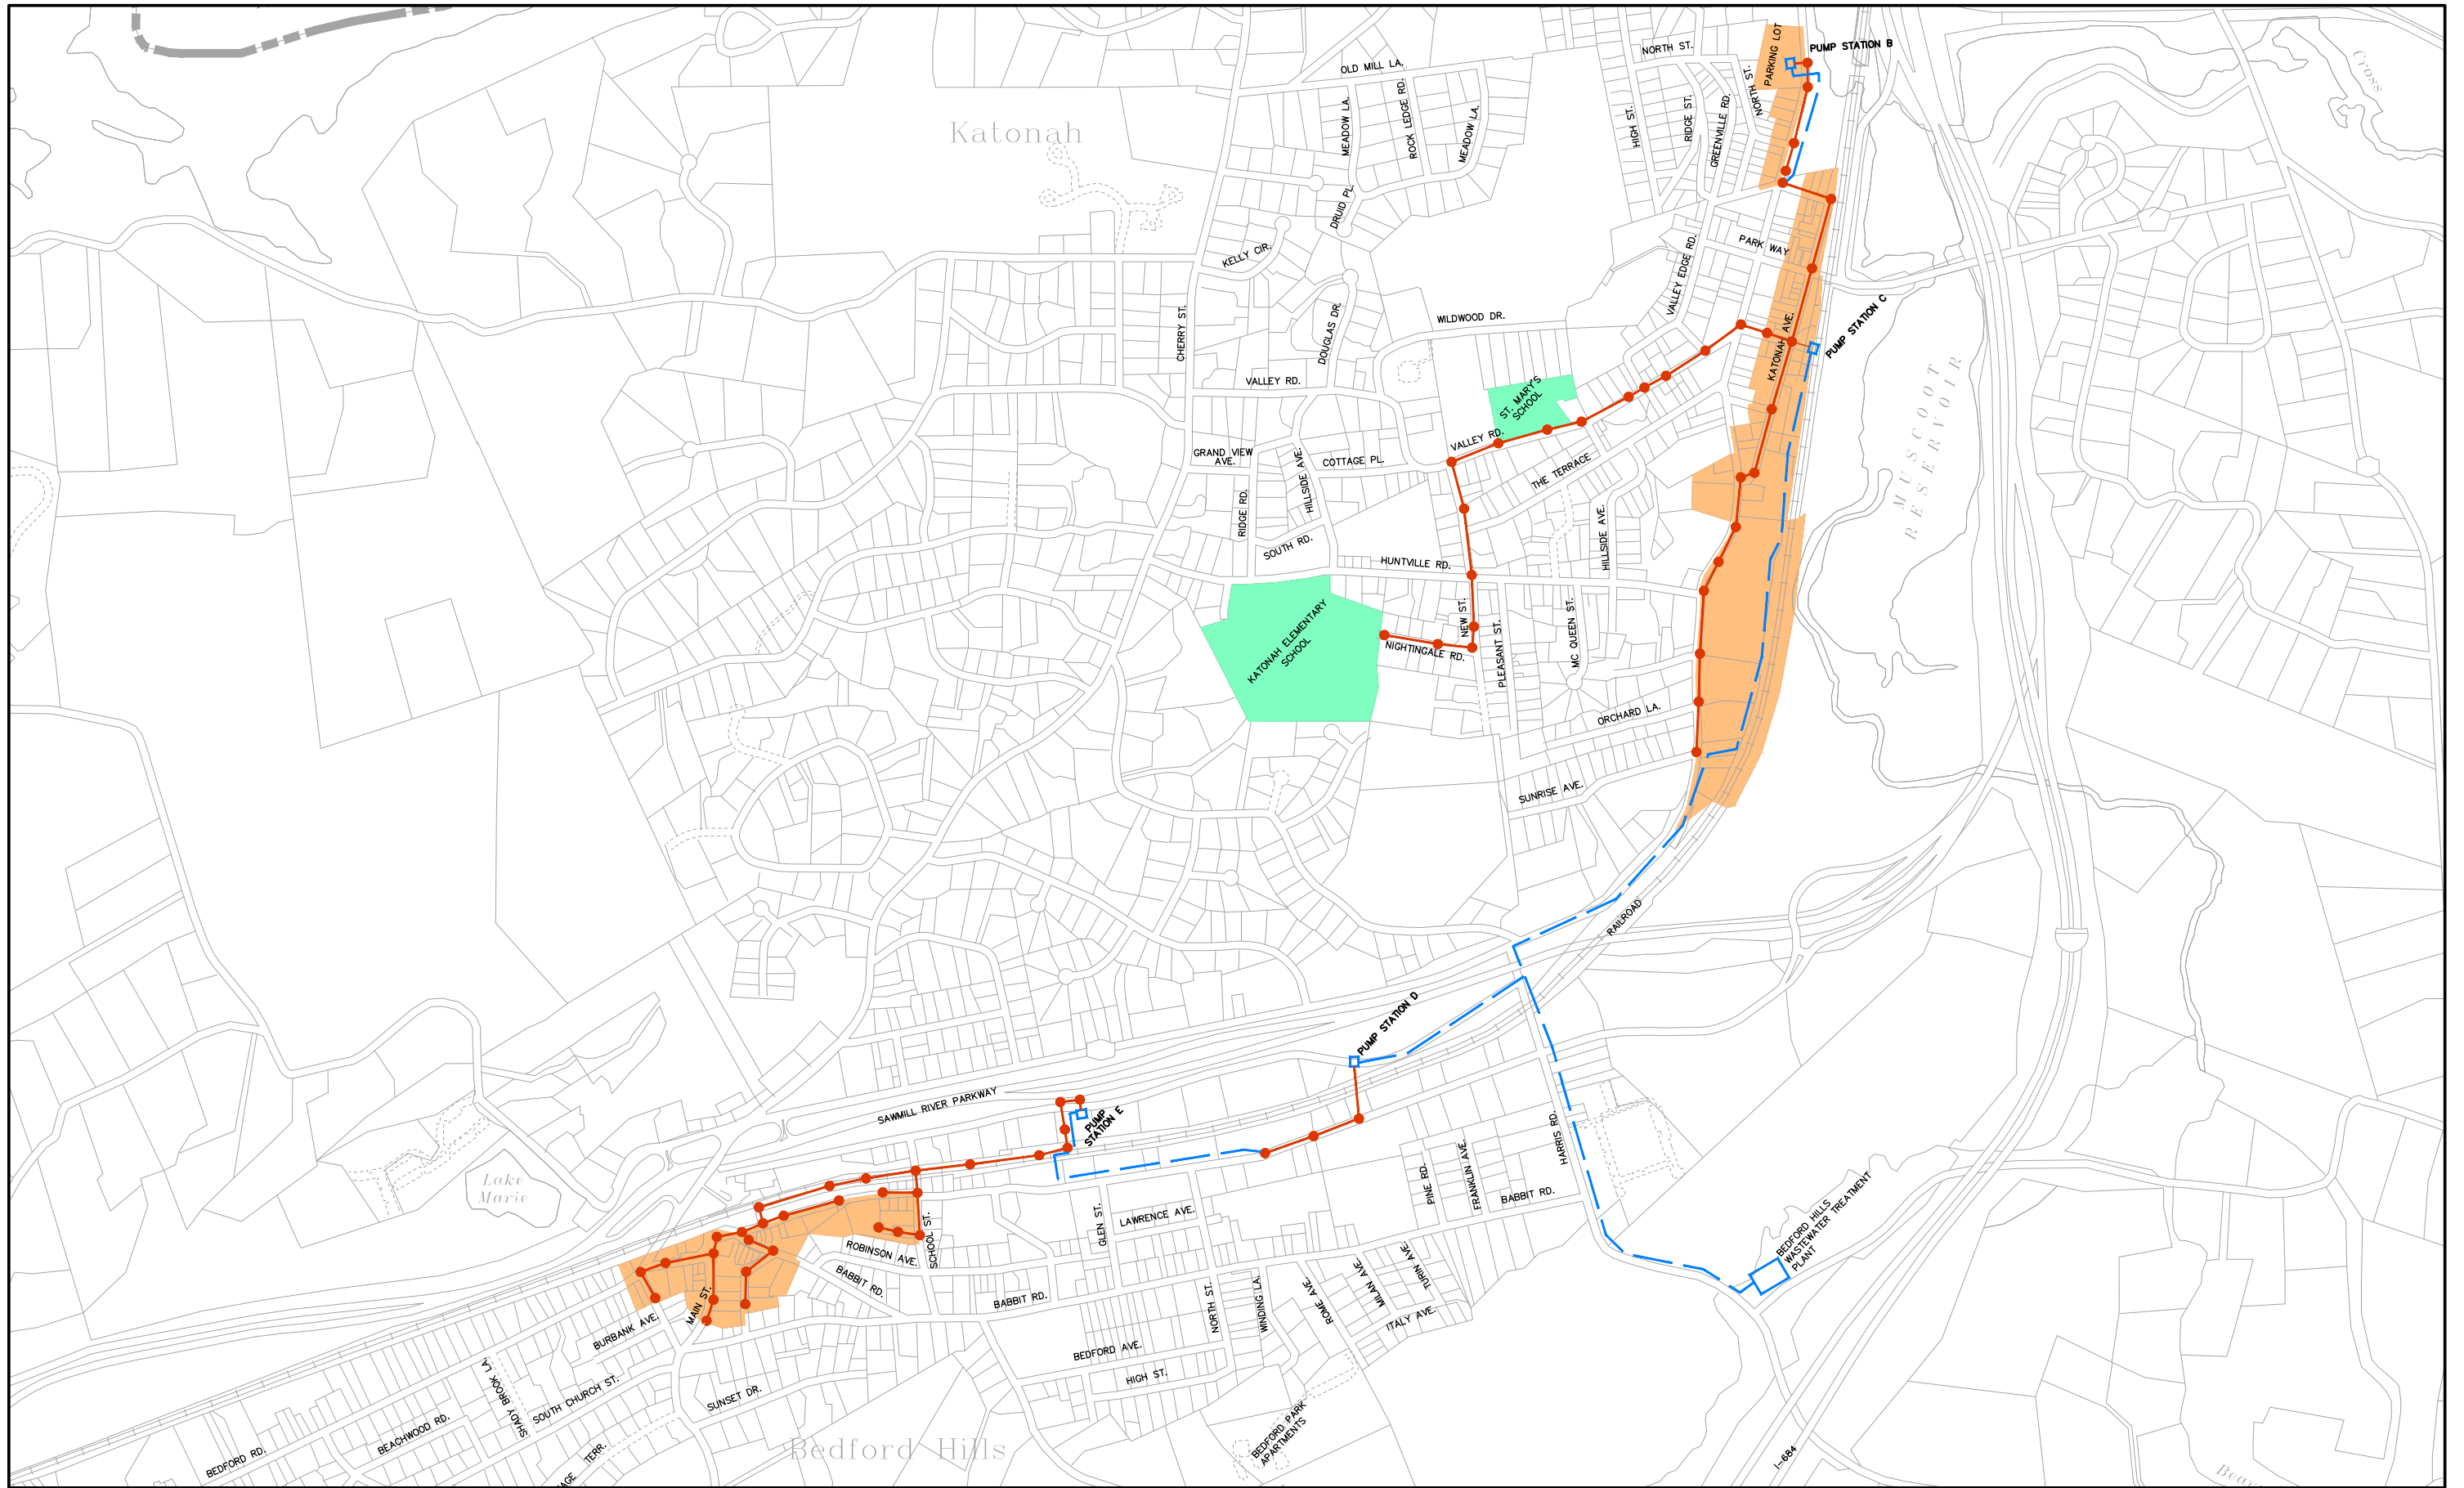 PARKING LOT
PUMP STATION B
NORTH ST.
OLD MILL LA.
Cross
MEADOW LA.
ROCK LEDGE RD.
MEADOW LA.
HIGH ST.
RIDGE ST.
GREENVILLE RD.
NORTH ST.
Katonah
DRUID PL.
KELLY CIR.
PARK WAY
VALLEY EDGE RD.
CHERRY ST.
DOUGLAS DR.
WILDWOOD DR.
KATONAH AVE.
PUMP STATION C
VALLEY RD.
ST. MARY'S
SCHOOL
MUSCOOT
RESERVOIR
VALLEY RD.
GRAND VIEW
AVE.
HILLSIDE AVE.
COTTAGE PL.
THE TERRACE
RIDGE RD.
SOUTH RD.
HILLSIDE AVE.
HUNTVILLE RD.
KATONAH ELEMENTARY
SCHOOL
NEW ST.
NIGHTINGALE RD.
PLEASANT ST.
MC QUEEN ST.
ORCHARD LA.
SUNRISE AVE.
RAILROAD
PUMP STATION D
SAWMILL RIVER PARKWAY
PUMP
STATION E
HARRIS RD.
Lake
Marie
PINE RD.
FRANKLIN AVE.
BABBIT RD.
GLEN ST.
LAWRENCE AVE.
SCHOOL ST.
ROBINSON AVE.
BABBIT RD.
BEDFORD HILLS
WASTEWATER TREATMENT
PLANT
MAIN ST.
BABBIT RD.
NORTH ST.
WINDING LA.
ROME AVE.
MILAN AVE.
TURIN AVE.
ITALY AVE.
BURBANK AVE.
BEDFORD AVE.
HIGH ST.
SHADY BROOK LA
SOUTH CHURCH ST.
SUNSET DR.
BEACHWOOD RD.
BEDFORD RD.
TERR.
Bedford Hills
BEDFORD PARK
APARTMENTS
I-684